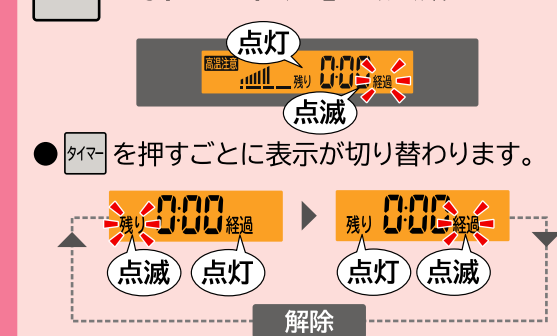 点灯
高温注意 残り 0:00 経過
点滅
●タイマーを押すごとに表示が切り替わります。
残り 0:00 経過 残り 0:00 経過
点滅 点灯 点灯 点滅
解除